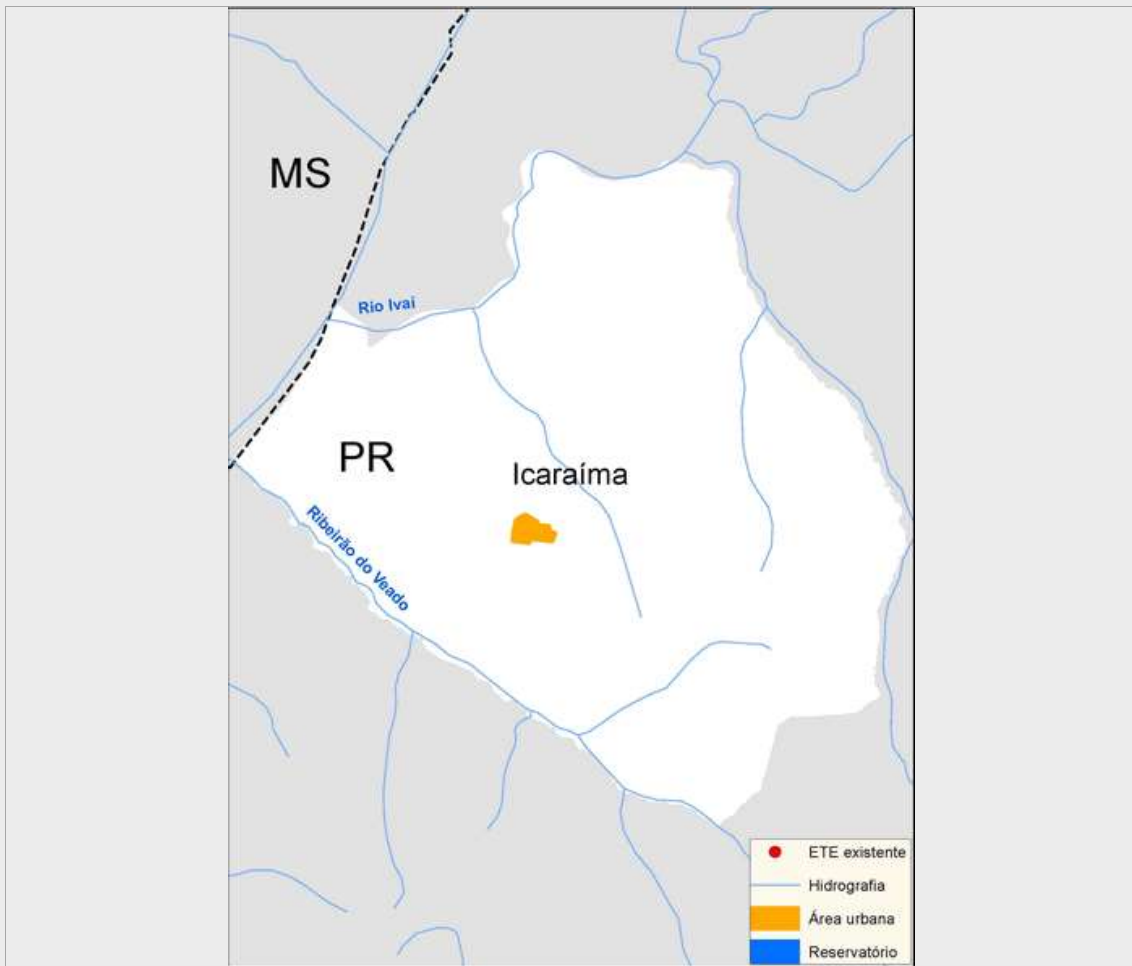 MS
Rio Ivaí
PR
Icaraíma
Ribeirão do Veado
ETE existente
Hidrografia
Área urbana
Reservatório